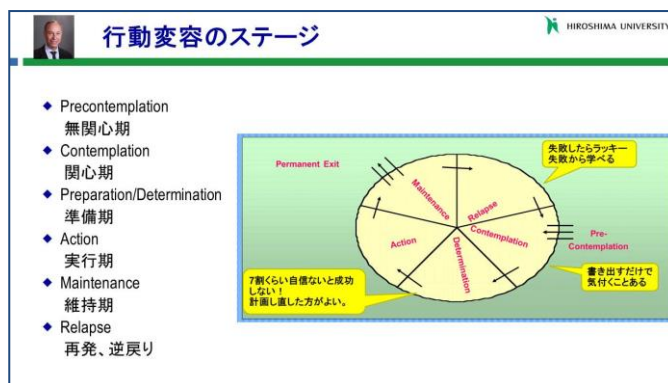 行動変容のステージ
HIROSHIMA UNIVERSITY
Precontemplation
無関心期
Contemplation
関心期
Preparation/Determination
準備期
Action
実行期
Maintenance
維持期
Relapse
再発、逆戻り
Permanent Exit
失敗したらラッキー
失敗から学べる
Maintenance
Relapse
Contemplation
Pre-
Contemplation
Action
Determination
7割くらい自信ないと成功
しない!
計画し直した方がよい。
書き出すだけで
気付くことある